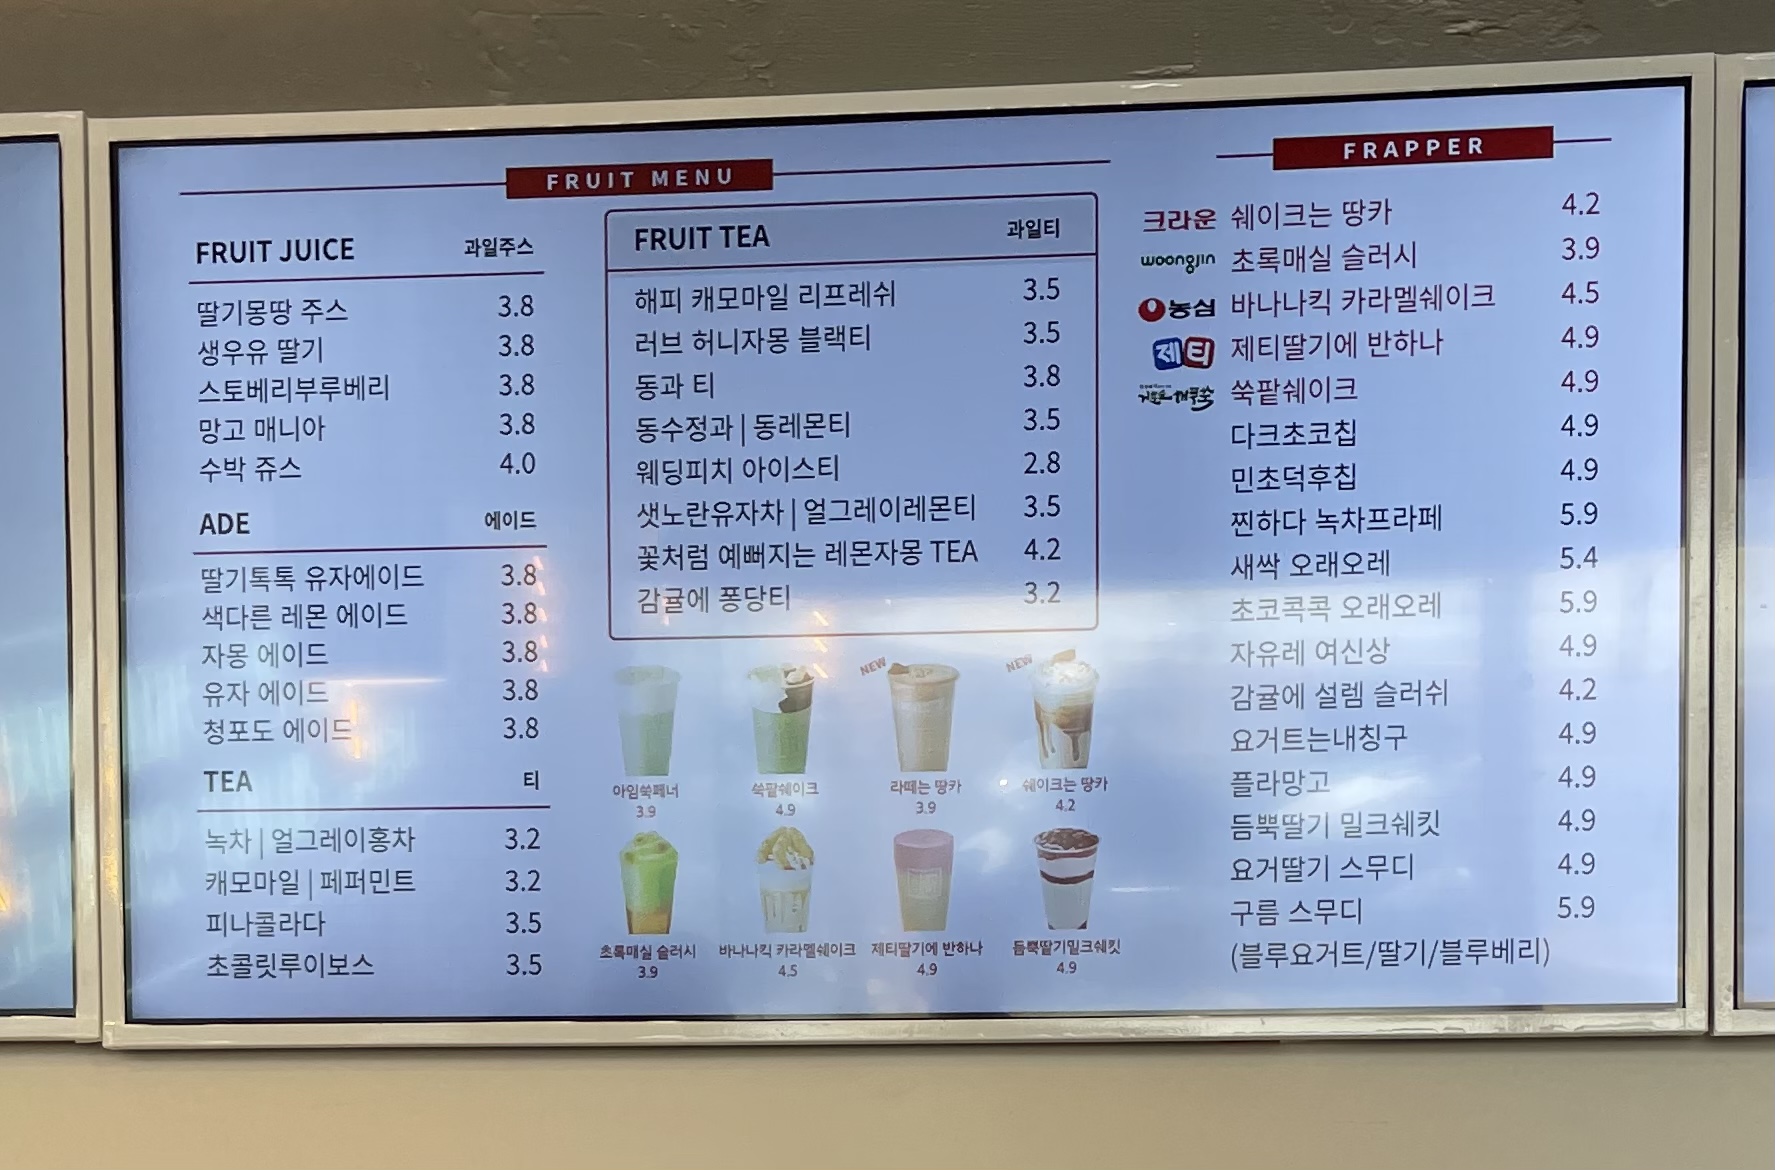 FRUIT MENU
FRUIT JUICE 과일주스
딸기몽땅 주스 3.8
생우유 딸기 3.8
스토베리부루베리 3.8
망고 매니아 3.8
수박 쥬스 4.0
ADE 에이드
딸기톡톡 유자에이드 3.8
색다른 레몬 에이드 3.8
자몽 에이드 3.8
유자 에이드 3.8
청포도 에이드 3.8
TEA 티
녹차 | 얼그레이홍차 3.2
캐모마일 | 페퍼민트 3.2
피나콜라다 3.5
초콜릿루이보스 3.5
FRUIT TEA 과일티
해피 캐모마일 리프레쉬 3.5
러브 허니자몽 블랙티 3.5
동과 티 3.8
동수정과 | 동레몬티 3.5
웨딩피치 아이스티 2.8
샛노란유자차 | 얼그레이레몬티 3.5
꽃처럼 예뻐지는 레몬자몽 TEA 4.2
감귤에 퐁당티 3.2
NEW NEW
아임쑥페너 쑥팥쉐이크 라떼는 땅카 쉐이크는 땅카
3.9 4.9 3.9 4.2
초록매실 슬러시 바나나킥 카라멜쉐이크 제티딸기에 반하나 듬뿍딸기밀크쉐킷
3.9 4.5 4.9 4.9
FRAPPER
크라운 쉐이크는 땅카 4.2
woongjin 초록매실 슬러시 3.9
농심 바나나킥 카라멜쉐이크 4.5
제티 제티딸기에 반하나 4.9
쑥팥쉐이크 4.9
다크초코칩 4.9
민초덕후칩 4.9
찐하다 녹차프라페 5.9
새싹 오래오레 5.4
초코콕콕 오래오레 5.9
자유레 여신상 4.9
감귤에 설렘 슬러쉬 4.2
요거트는내칭구 4.9
플라망고 4.9
듬뿍딸기 밀크쉐킷 4.9
요거딸기 스무디 4.9
구름 스무디 5.9
(블루요거트/딸기/블루베리)